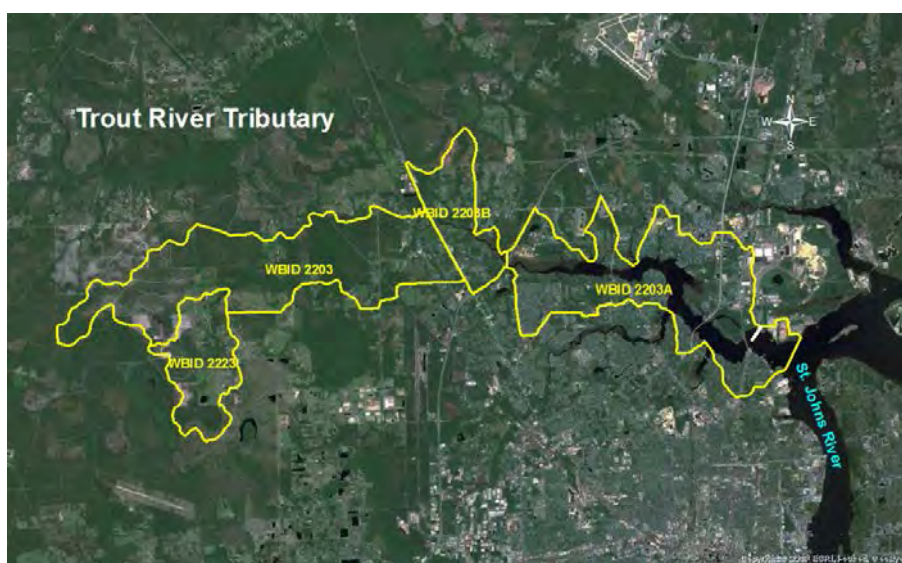 Trout River Tributary
N
W E
S
WBID 2203B
WBID 2203
WBID 2203A
WBID 2223
St. Johns River